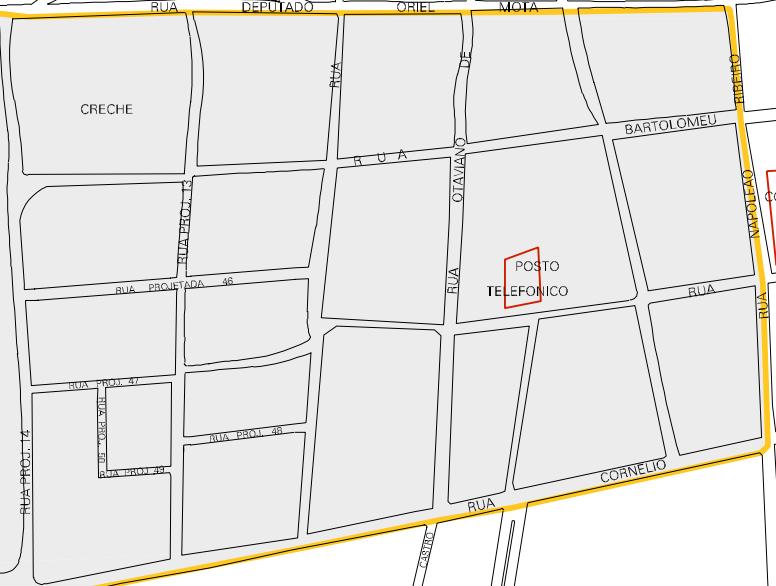 RUA DEPUTADO ORIEL MOTA
RUA
DE
RIBEIRO
CRECHE
BARTOLOMEU
RUA
OTAVIANO
NAPOLEAO
RUA PROJ. 13
POSTO
TELEFONICO
RUA
RUA PROJETADA 46
RUA
RUA
RUA PROJ. 47
RUA PROJ. 50
RUA PROJ. 48
RUA PROJ. 49
RUA PROJ. 14
RUA CORNELIO
CASTRO